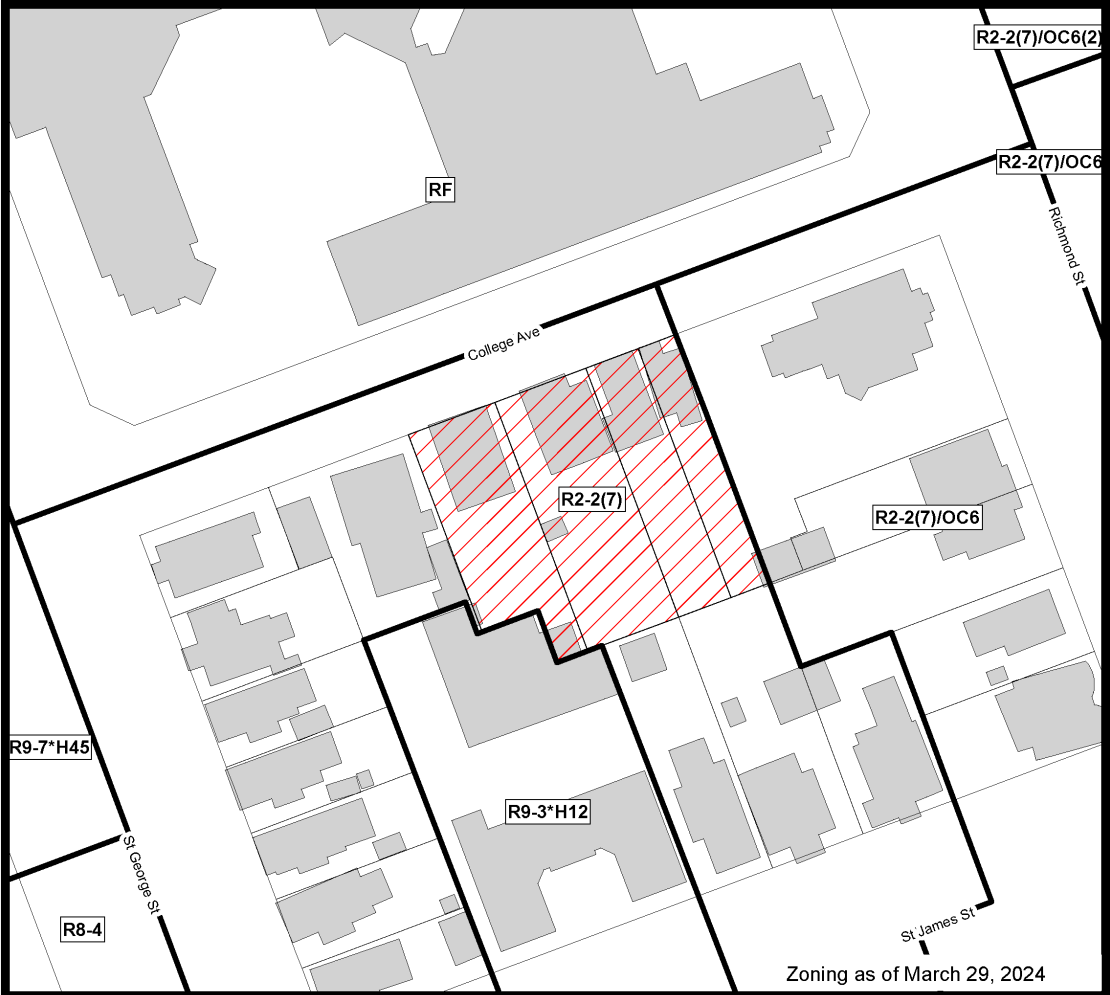 R2-2(7)/OC6(2)
R2-2(7)/OC6
RF
Richmond St
College Ave
R2-2(7)
R2-2(7)/OC6
R9-7*H45
R9-3*H12
St George St
R8-4
St James St
Zoning as of March 29, 2024